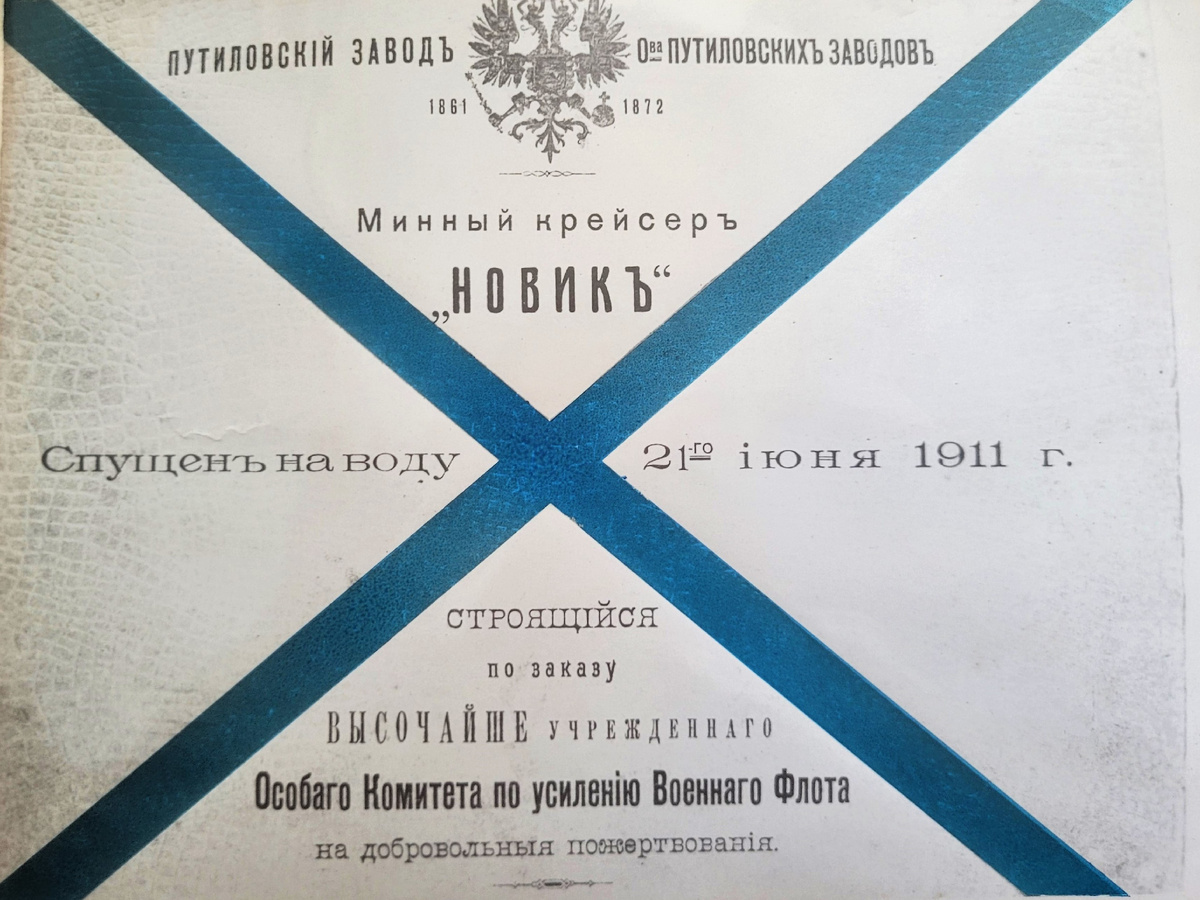 ПУТИЛОВСКІЙ ЗАВОДЪ Ова ПУТИЛОВСКИХЪ ЗАВОДОВЪ
1861 1872
Минный крейсеръ
„НОВИКЪ“
Спущенъ на воду 21-го іюня 1911 г.
СТРОЯЩІЙСЯ
по заказу
ВЫСОЧАЙШЕ УЧРЕЖДЕННАГО
Особаго Комитета по усиленію Военнаго Флота
на добровольныя пожертвованія.